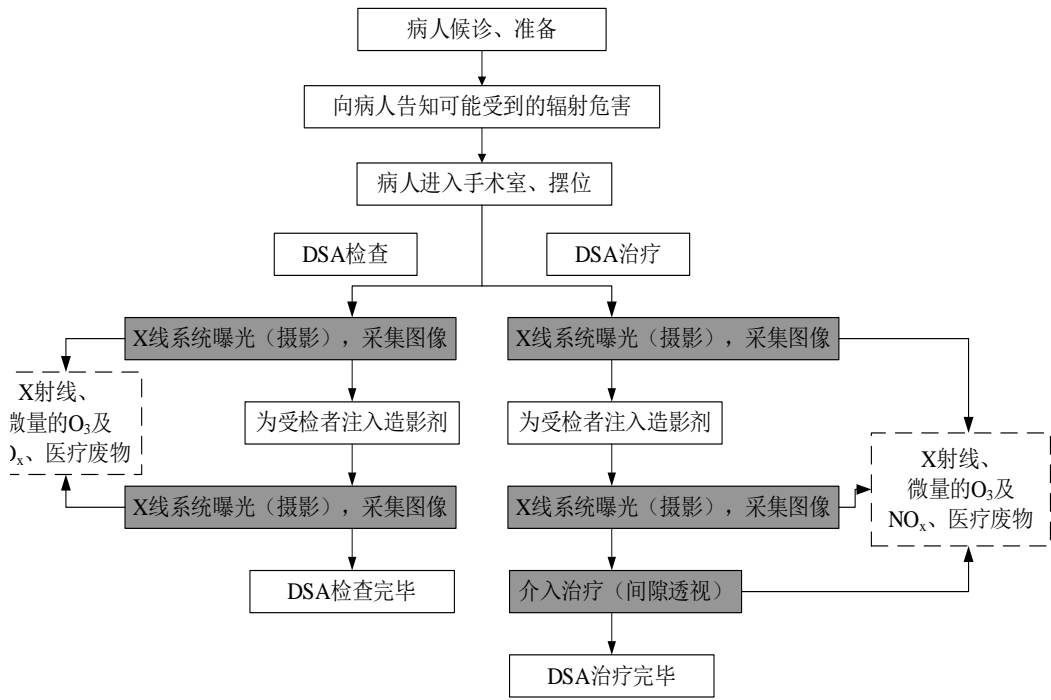 病人候诊、准备
向病人告知可能受到的辐射危害
病人进入手术室、摆位
DSA检查
DSA治疗
X线系统曝光（摄影），采集图像
X线系统曝光（摄影），采集图像
X射线、
微量的O₃及
Oₓ、医疗废物
为受检者注入造影剂
为受检者注入造影剂
X射线、
微量的O₃及
NOₓ、医疗废物
X线系统曝光（摄影），采集图像
X线系统曝光（摄影），采集图像
DSA检查完毕
介入治疗（间隙透视）
DSA治疗完毕